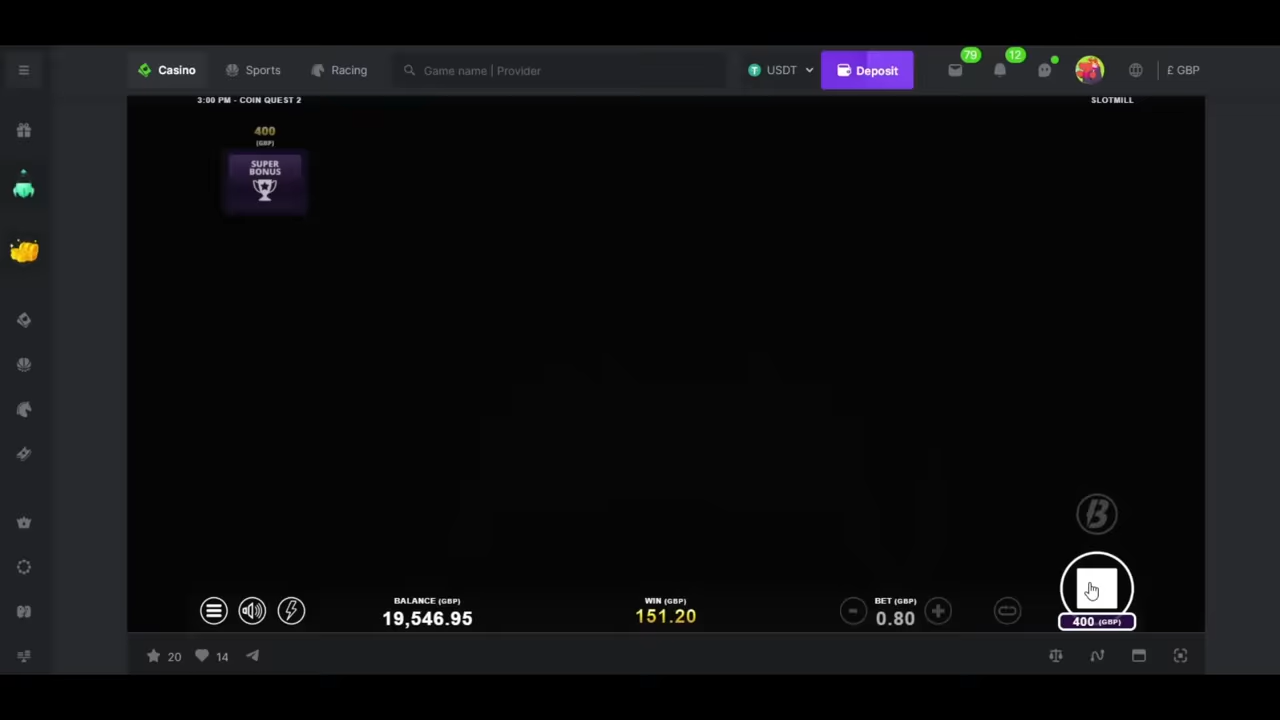 Casino
Sports
Racing
Game name | Provider
USDT
Deposit
79
12
£ GBP
3:00 PM - COIN QUEST 2
SLOTMILL
400
(GBP)
SUPER
BONUS
BALANCE (GBP)
19,546.95
WIN (GBP)
151.20
BET (GBP)
0.80
400 (GBP)
20
14